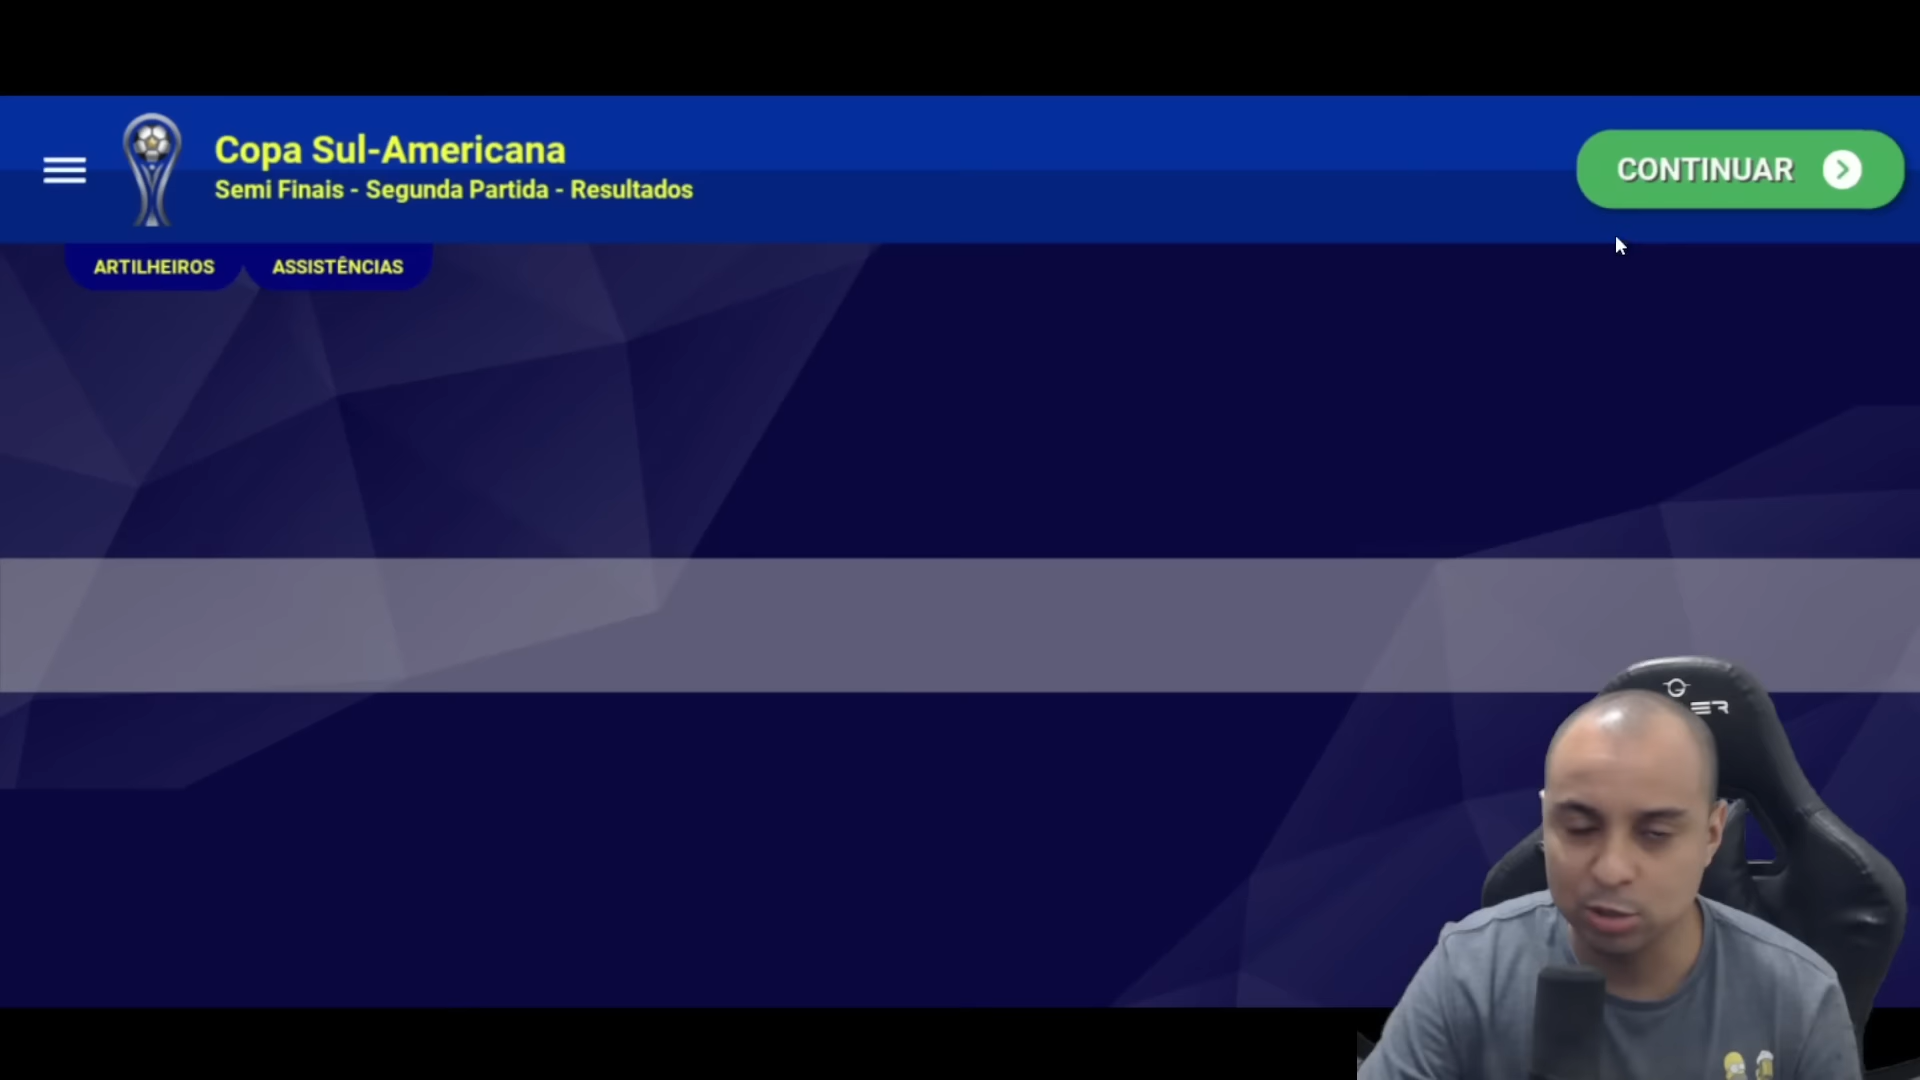 Copa Sul-Americana
Semi Finais - Segunda Partida - Resultados
CONTINUAR
ARTILHEIROS
ASSISTÊNCIAS